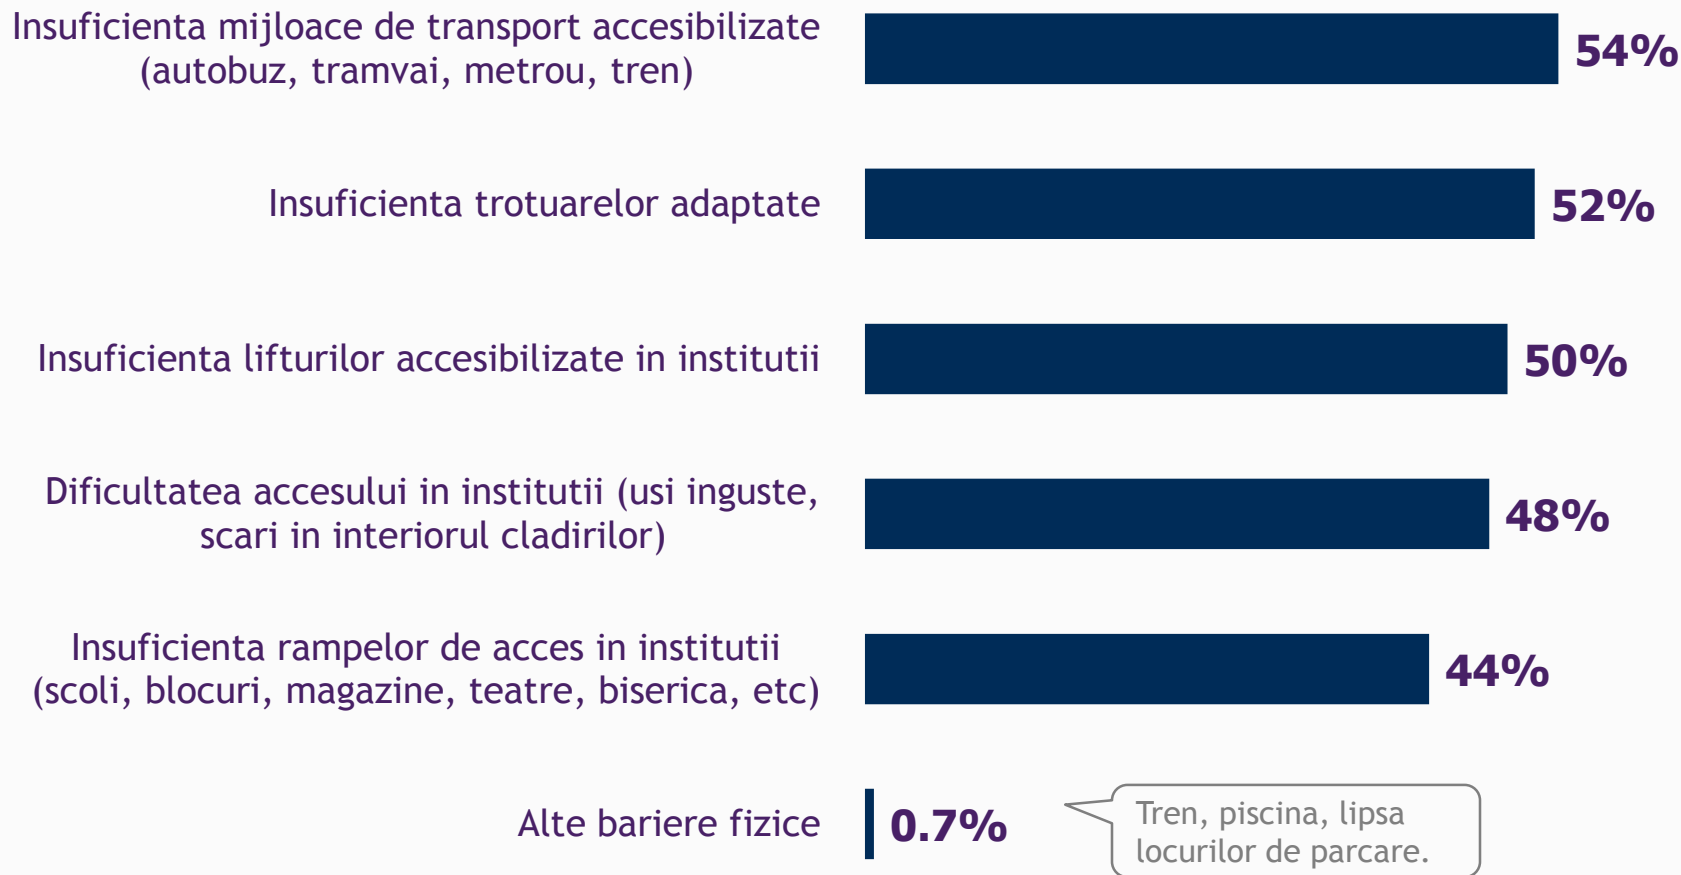 Insuficienta mijloace de transport accesibilizate
(autobuz, tramvai, metrou, tren)
54%
Insuficienta trotuarelor adaptate
52%
Insuficienta lifturilor accesibilizate in institutii
50%
Dificultatea accesului in institutii (usi inguste,
scari in interiorul cladirilor)
48%
Insuficienta rampelor de acces in institutii
(scoli, blocuri, magazine, teatre, biserica, etc)
44%
Alte bariere fizice
0.7%
Tren, piscina, lipsa
locurilor de parcare.